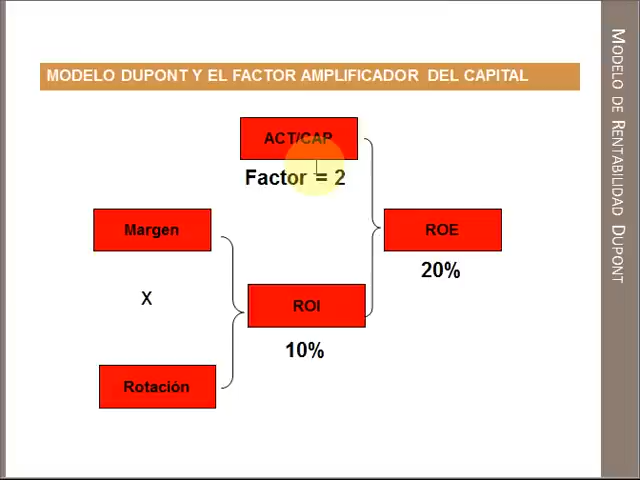 MODELO DUPONT Y EL FACTOR AMPLIFICADOR DEL CAPITAL
ACT/CAP
Factor = 2
Margen
ROE
20%
X
ROI
10%
Rotación
MODELO DE RENTABILIDAD DUPONT